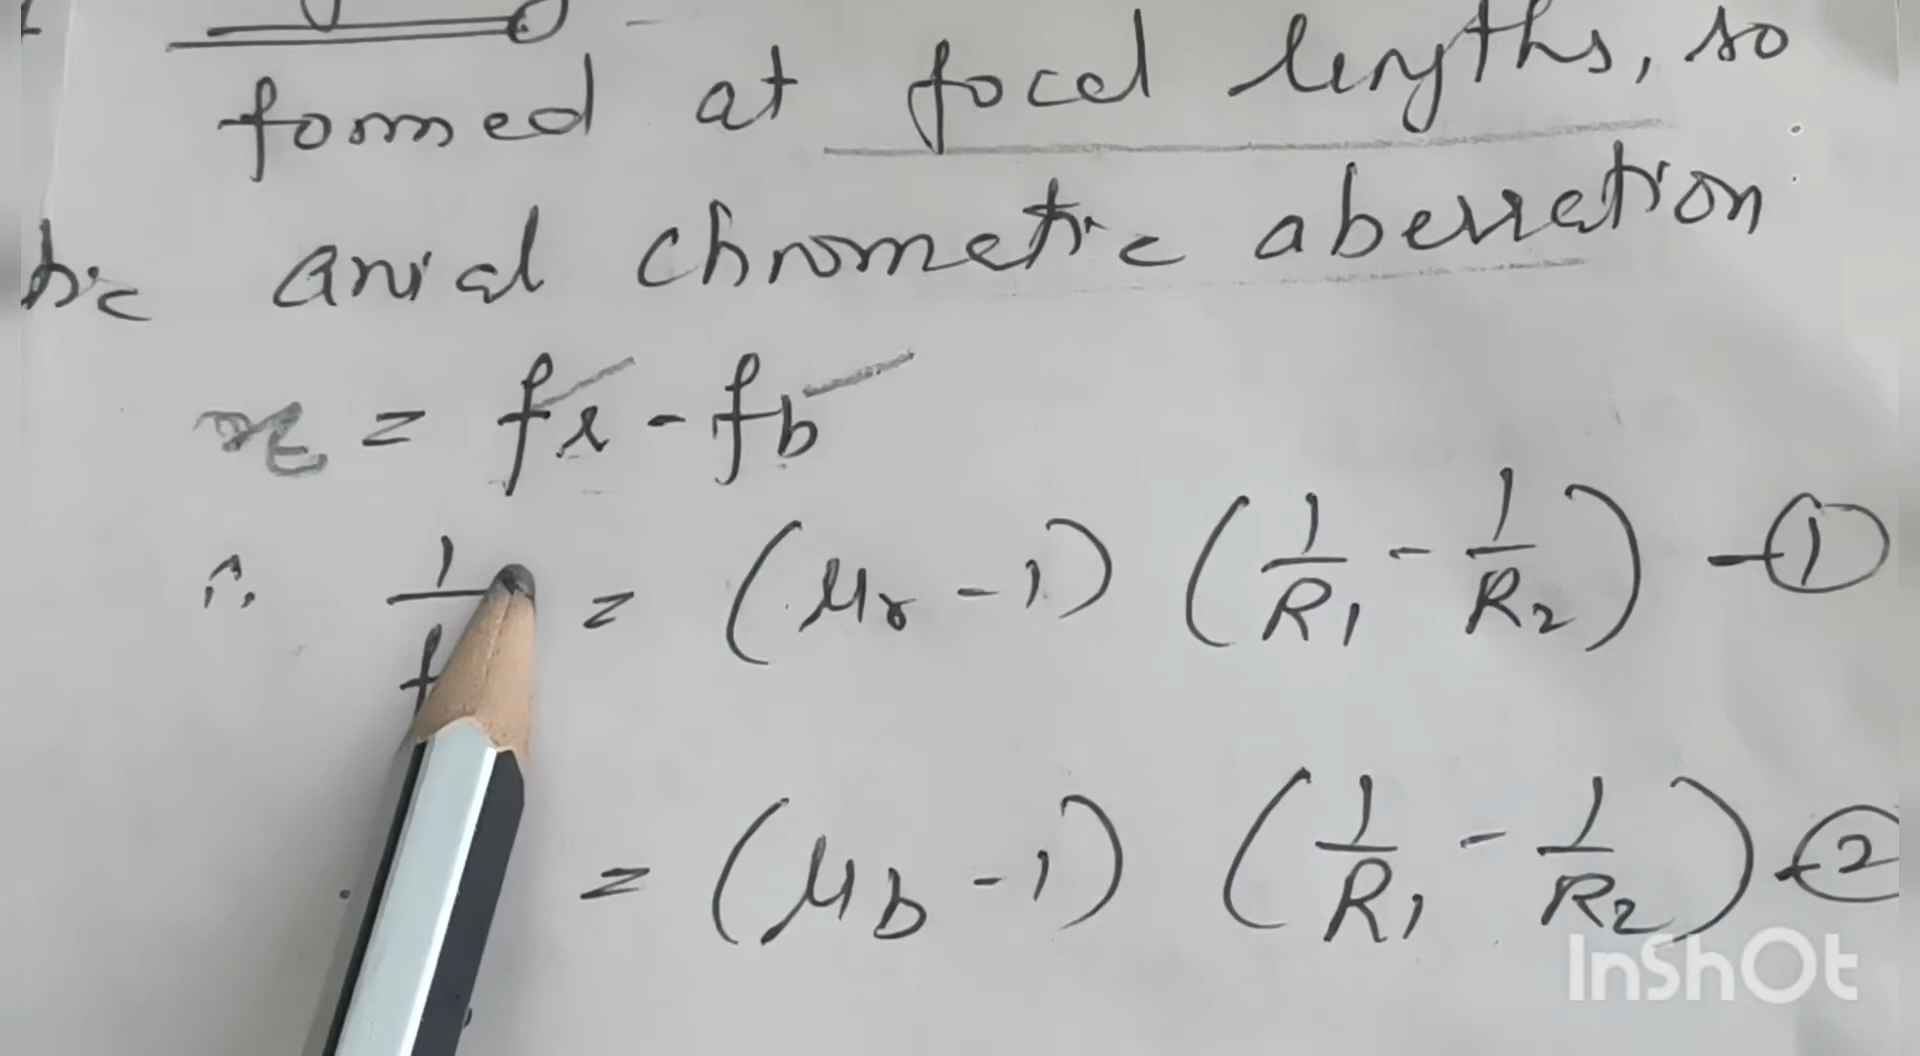 formed at focal lengths, so
axial chromatic aberration
x = fr - fb
∴ 1/f = (μr - 1) (1/R1 - 1/R2) - ①
= (μb - 1) (1/R1 - 1/R2) - ②
InShOt